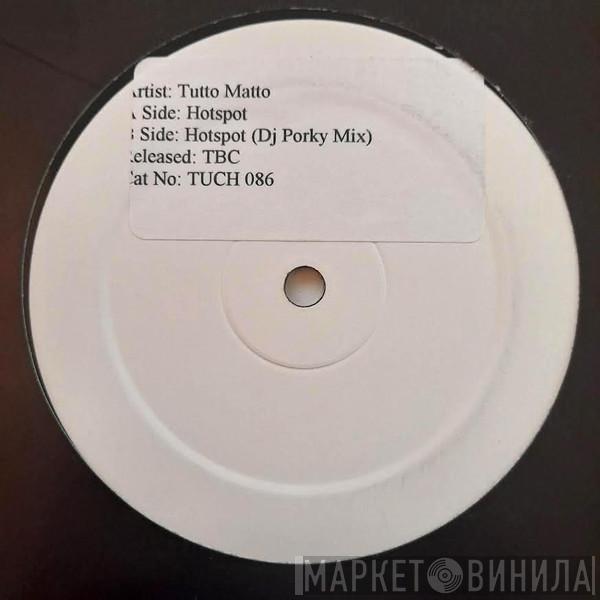 Artist: Tutto Matto
A Side: Hotspot
B Side: Hotspot (Dj Porky Mix)
Released: TBC
Cat No: TUCH 086
МАРКЕТ ВИНИЛА